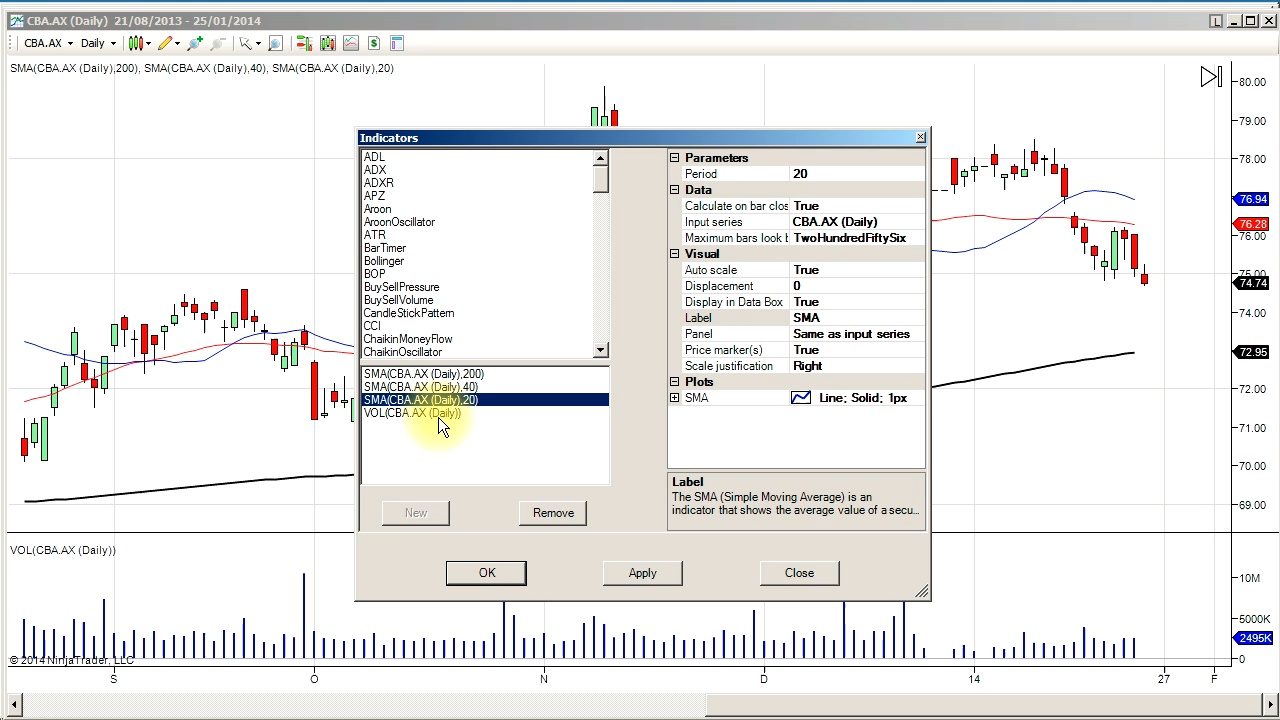 CBA.AX (Daily)  21/08/2013 - 25/01/2014
CBA.AX Daily
SMA(CBA.AX (Daily),200), SMA(CBA.AX (Daily),40), SMA(CBA.AX (Daily),20)
Indicators
ADL
ADX
ADXR
APZ
Aroon
AroonOscillator
ATR
BarTimer
Bollinger
BOP
BuySellPressure
BuySellVolume
CandleStickPattern
CCI
ChaikinMoneyFlow
ChaikinOscillator
SMA(CBA.AX (Daily),200)
SMA(CBA.AX (Daily),40)
SMA(CBA.AX (Daily),20)
VOL(CBA.AX (Daily))
New
Remove
Parameters
Period 20
Data
Calculate on bar clos True
Input series CBA.AX (Daily)
Maximum bars look b TwoHundredFiftySix
Visual
Auto scale True
Displacement 0
Display in Data Box True
Label SMA
Panel Same as input series
Price marker(s) True
Scale justification Right
Plots
SMA Line; Solid; 1px
Label
The SMA (Simple Moving Average) is an
indicator that shows the average value of a secu...
OK
Apply
Close
80.00
79.00
78.00
76.94
76.28
76.00
75.00
74.74
74.00
72.95
72.00
71.00
70.00
69.00
VOL(CBA.AX (Daily))
10M
5000K
2495K
0
© 2014 NinjaTrader, LLC
S
O
N
D
14
27
F